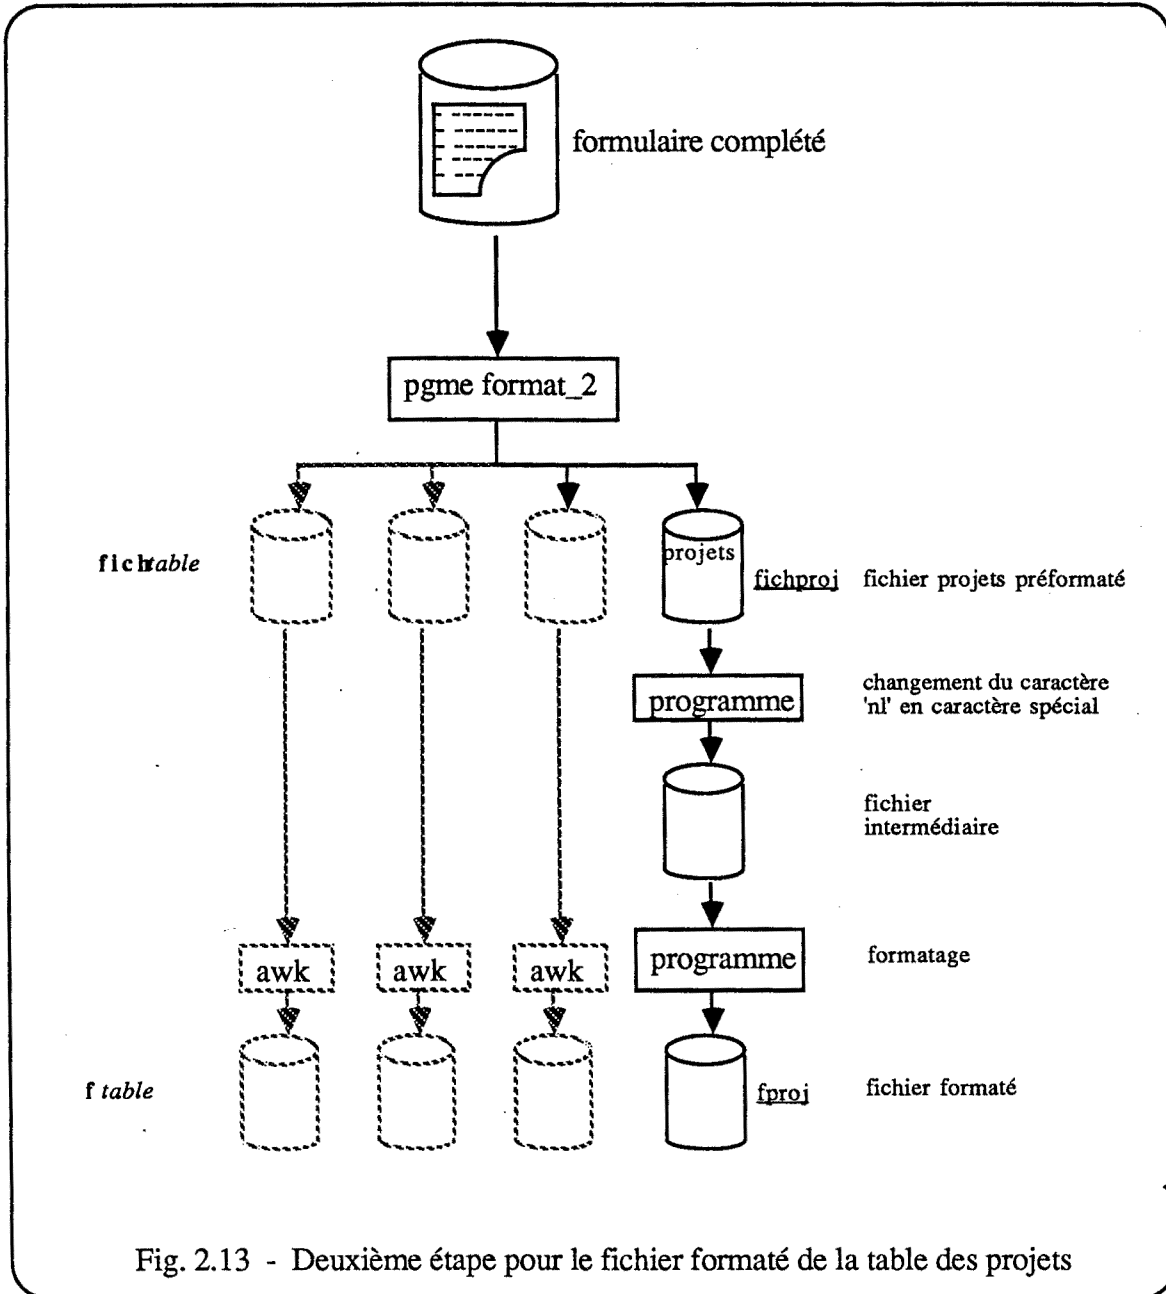 formulaire complété
pgme format_2
projets
fichtable
fichproj
fichier projets préformaté
programme
changement du caractère
'nl' en caractère spécial
fichier
intermédiaire
awk
awk
awk
programme
formatage
f table
fproj
fichier formaté
Fig. 2.13 - Deuxième étape pour le fichier formaté de la table des projets